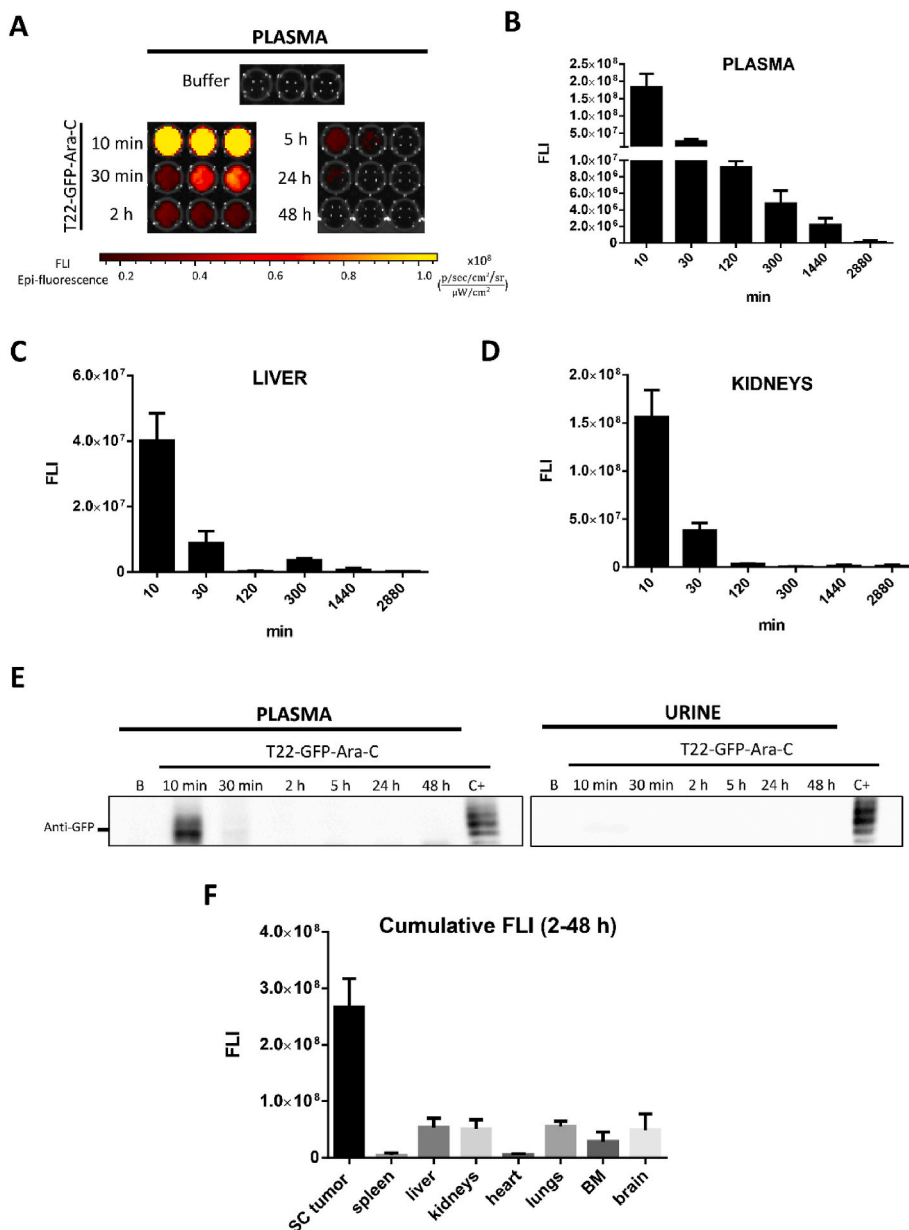 A
PLASMA
Buffer
T22-GFP-Ara-C
10 min
30 min
2 h
5 h
24 h
48 h
FLI
Epi-fluorescence
0.2 0.4 0.6 0.8 1.0
x10⁸
(p/sec/cm²/sr / µW/cm²)
B
PLASMA
FLI
2.5×10⁸
2.0×10⁸
1.5×10⁸
1.0×10⁸
5.0×10⁷
1.0×10⁷
8.0×10⁶
6.0×10⁶
4.0×10⁶
2.0×10⁶
0
10 30 120 300 1440 2880
min
C
LIVER
FLI
6.0×10⁷
4.0×10⁷
2.0×10⁷
0
10 30 120 300 1440 2880
min
D
KIDNEYS
FLI
2.0×10⁸
1.5×10⁸
1.0×10⁸
5.0×10⁷
0
10 30 120 300 1440 2880
min
E
PLASMA
T22-GFP-Ara-C
B 10 min 30 min 2 h 5 h 24 h 48 h C+
Anti-GFP
URINE
T22-GFP-Ara-C
B 10 min 30 min 2 h 5 h 24 h 48 h C+
F
Cumulative FLI (2-48 h)
FLI
4.0×10⁸
3.0×10⁸
2.0×10⁸
1.0×10⁸
0
SC tumor spleen liver kidneys heart lungs BM brain